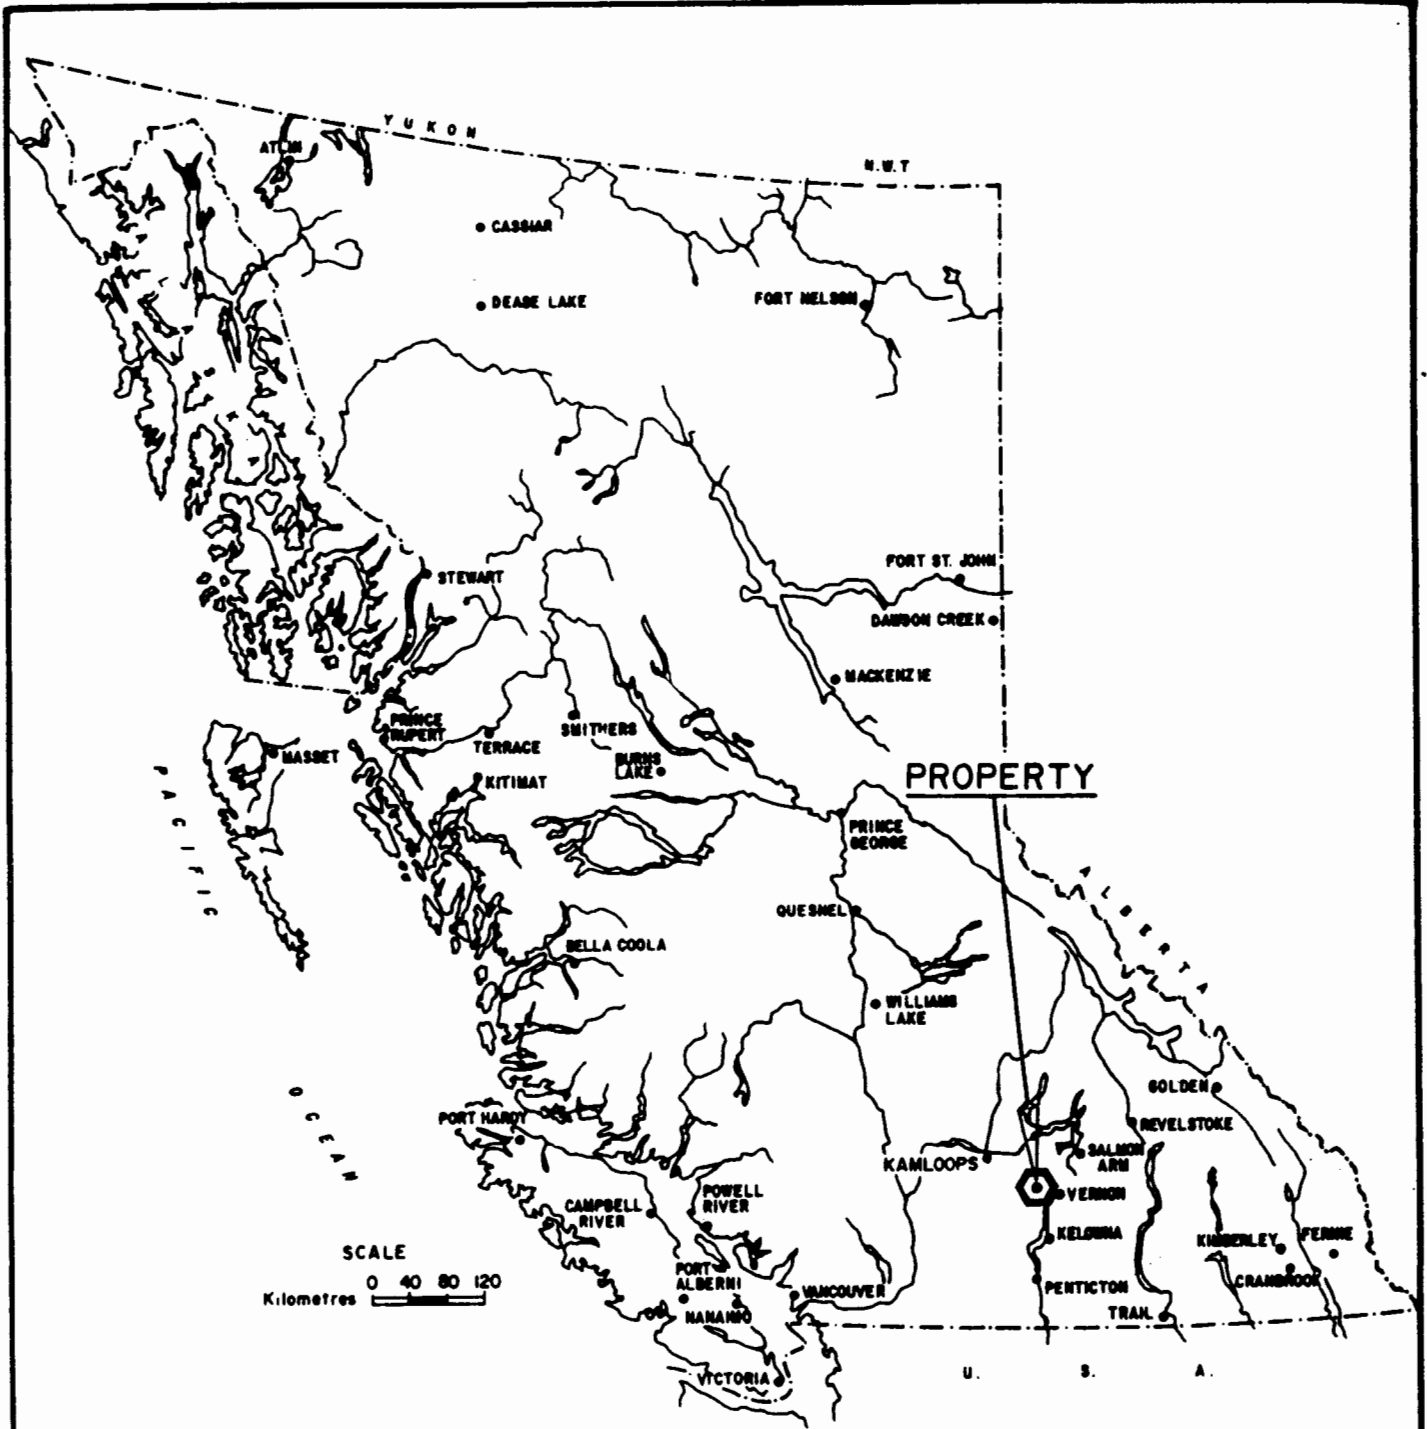 YUKON
N.W.T
ATLIN
CASSIAR
DEASE LAKE
FORT NELSON
FORT ST. JOHN
STEWART
DAWSON CREEK
MACKENZIE
PRINCE
RUPERT
SMITHERS
TERRACE
MASSET
BURNS
LAKE
KITIMAT
PROPERTY
PRINCE
GEORGE
PACIFIC
ALBERTA
QUESNEL
BELLA COOLA
WILLIAMS
LAKE
GOLDEN
OCEAN
PORT HARDY
REVELSTOKE
SALMON
ARM
KAMLOOPS
VERNON
POWELL
RIVER
CAMPBELL
RIVER
KELOWNA
KIMBERLEY
FERNIE
SCALE
0 40 80 120
Kilometres
PORT
ALBERNI
CRANBROOK
PENTICTON
VANCOUVER
NANAIMO
TRAIL
VICTORIA
U. S. A.